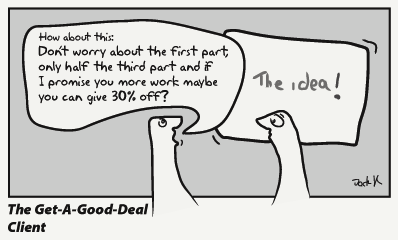 How about this:
Don't worry about the first part,
only half the third part and if
I promise you more work maybe
you can give 30% off?
The idea!
Jack K
The Get-A-Good-Deal
Client